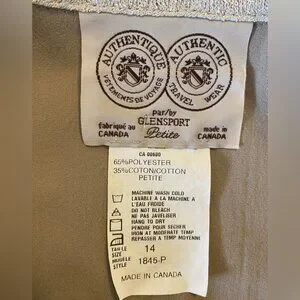 AUTHENTIQUE
VÊTEMENTS DE VOYAGE
AUTHENTIC
TRAVEL WEAR
par/by
GLENSPORT
fabriqué au
CANADA
Petite
made in
CANADA
CA 00600
65%POLYESTER
35%COTON/COTTON
PETITE
MACHINE WASH COLD
LAVABLE A LA MACHINE A
L'EAU FROIDE
DO NOT BLEACH
NE PAS JAVELISER
HANG TO DRY
PENDRE POUR SECHER
IRON AT MODERATE TEMP
REPASSER A TEMP MOYENNE
TAILLE
SIZE 14
MODELE
STYLE 1845-P
MADE IN CANADA